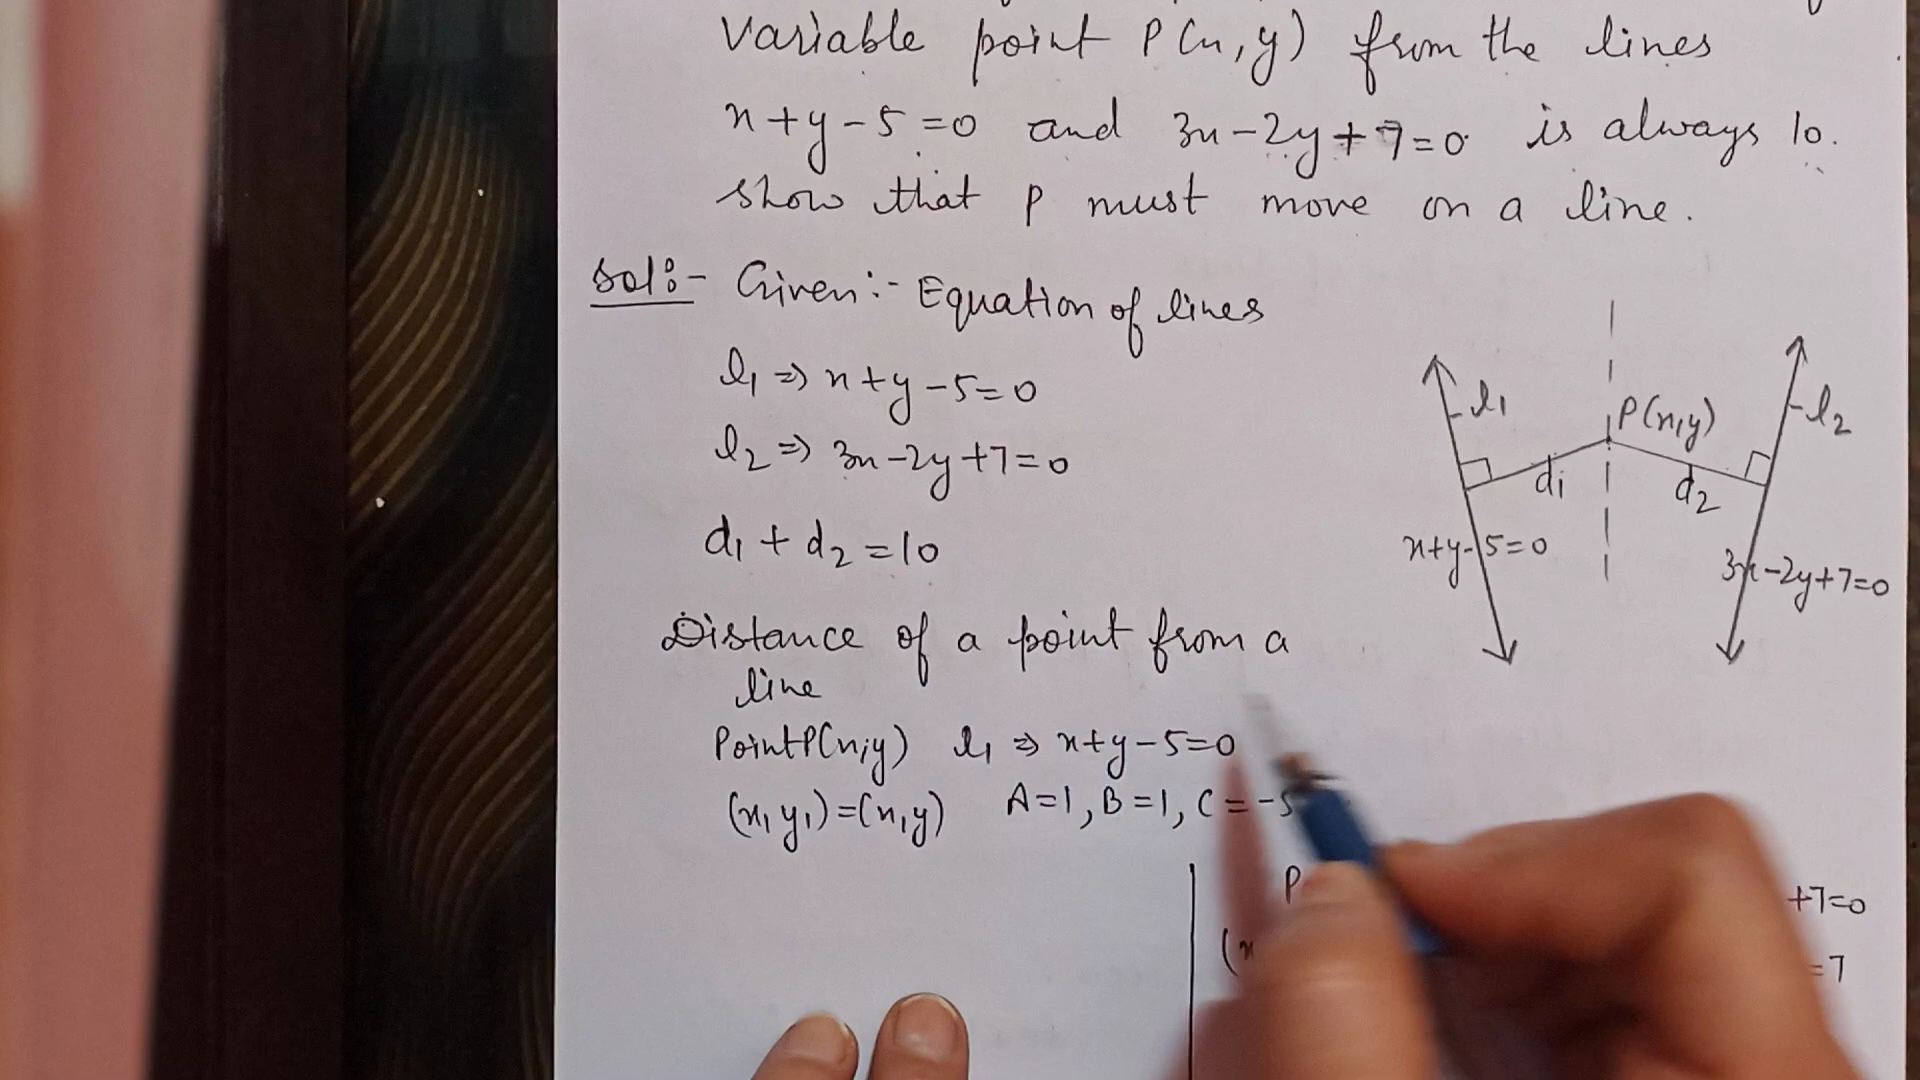 Variable point P(x,y) from the lines
x+y-5=0 and 3x-2y+7=0 is always 10.
show that P must move on a line.
Sol:- Given:- Equation of lines
l₁ ⇒ x+y-5=0
l₂ ⇒ 3x-2y+7=0
d₁ + d₂ = 10
l₁
P(x,y)
l₂
d₁
d₂
x+y-5=0
3x-2y+7=0
Distance of a point from a
line
Point P(x,y) l₁ ⇒ x+y-5=0
(x₁ y₁)=(x,y) A=1, B=1, C=-5
P +7=0
(x =7